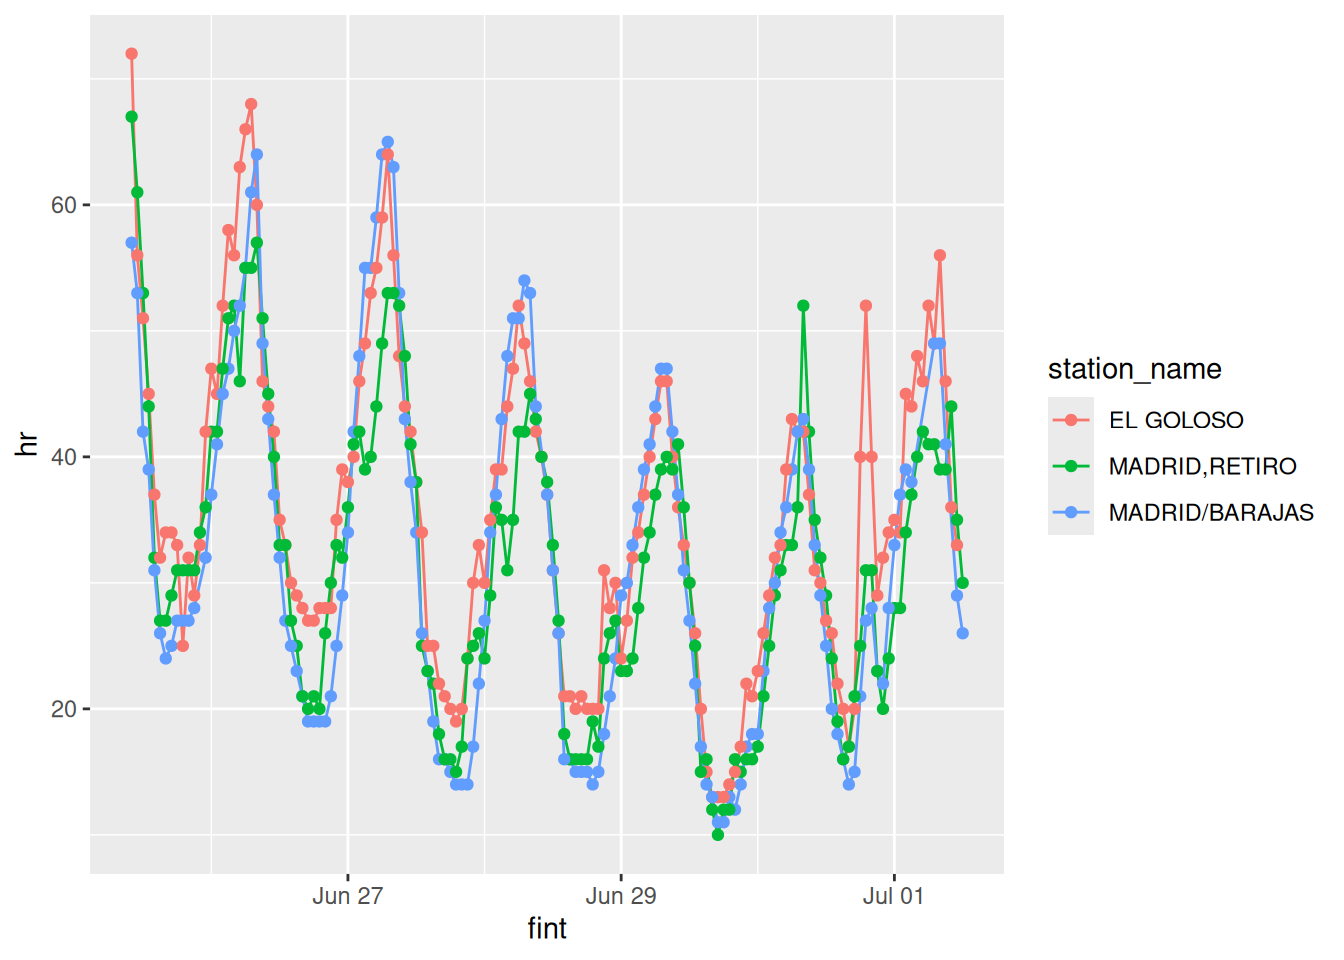 60
40
20
hr
Jun 27
Jun 29
Jul 01
fint
station_name
EL GOLOSO
MADRID,RETIRO
MADRID/BARAJAS